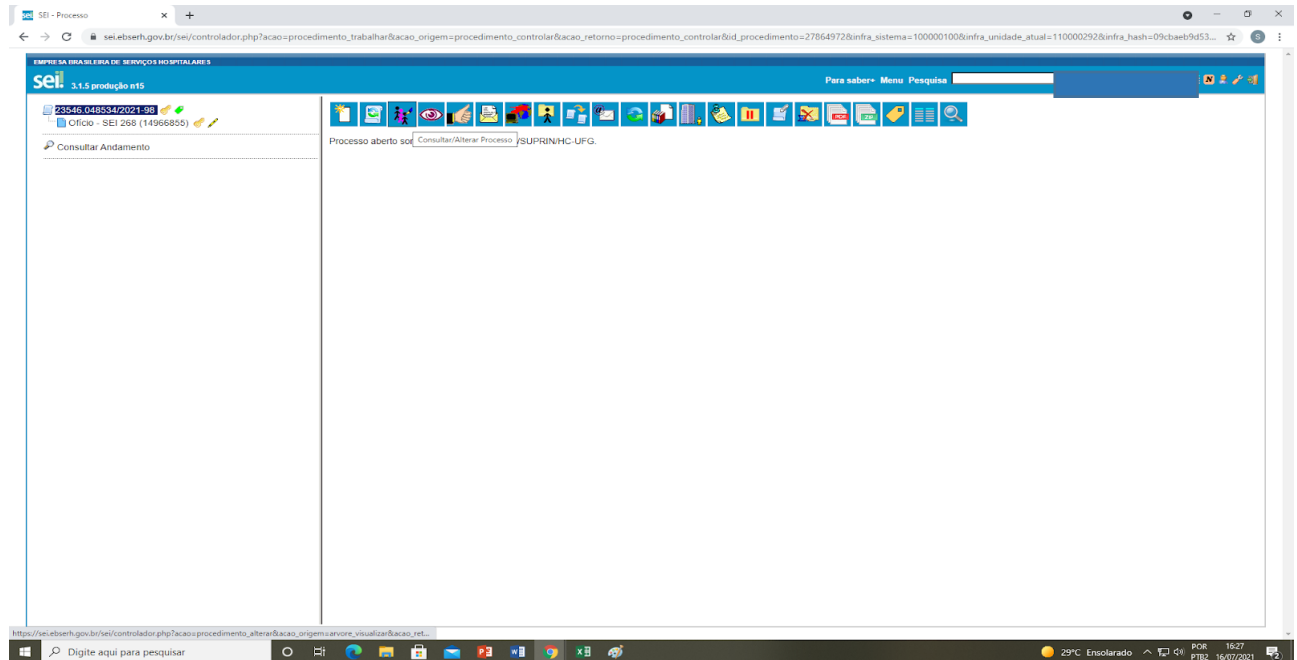 SEI - Processo
sei.ebserh.gov.br/sei/controlador.php?acao=procedimento_trabalhar&acao_origem=procedimento_controlar&acao_retorno=procedimento_controlar&id_procedimento=27864972&infra_sistema=100000100&infra_unidade_atual=110000292&infra_hash=09cbaeb9d53...
S
EMPRESA BRASILEIRA DE SERVIÇOS HOSPITALARES
sei! 3.1.5 produção n15
Para saber+ Menu Pesquisa
N
23546.048534/2021-98
Ofício - SEI 268 (14966855)
Consultar Andamento
Processo aberto so
Consultar/Alterar Processo
/SUPRIN/HC-UFG.
https://sei.ebserh.gov.br/sei/controlador.php?acao=procedimento_alterar&acao_origem=arvore_visualizar&acao_ret...
Digite aqui para pesquisar
29°C Ensolarado
POR
PTB2
16:27
16/07/2021
2